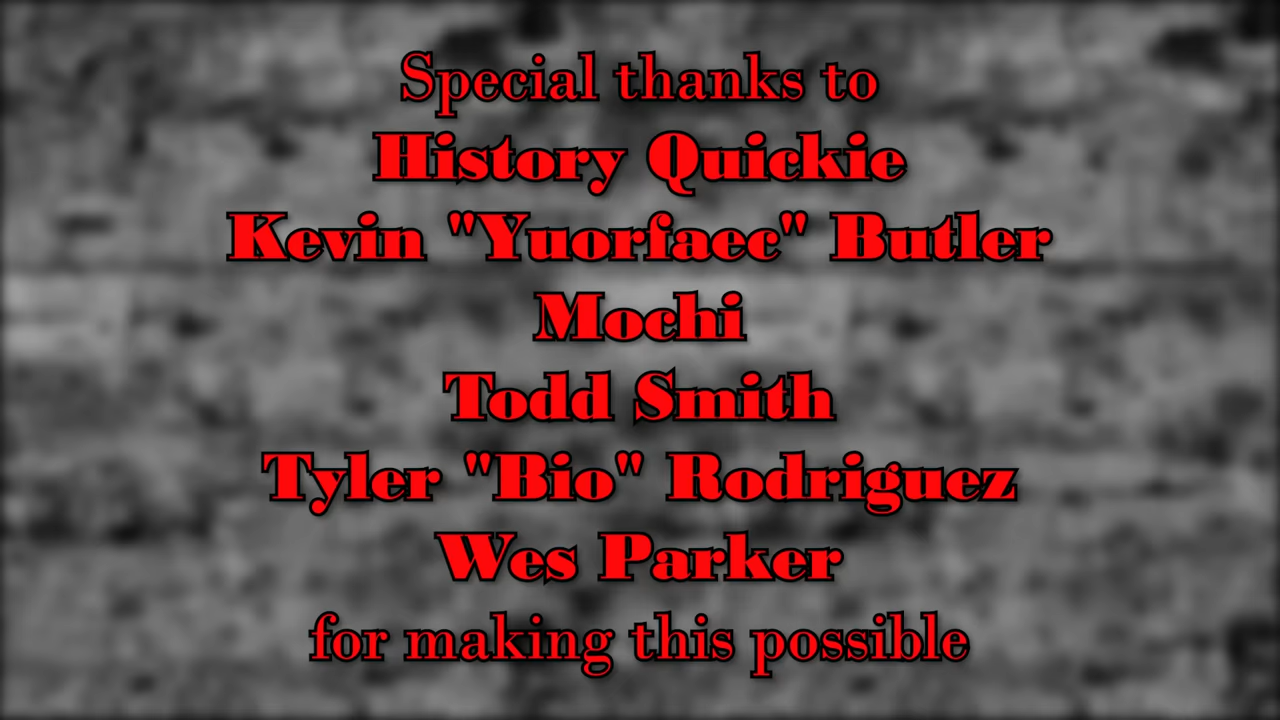 Special thanks to
History Quickie
Kevin "Yuorfaec" Butler
Mochi
Todd Smith
Tyler "Bio" Rodriguez
Wes Parker
for making this possible